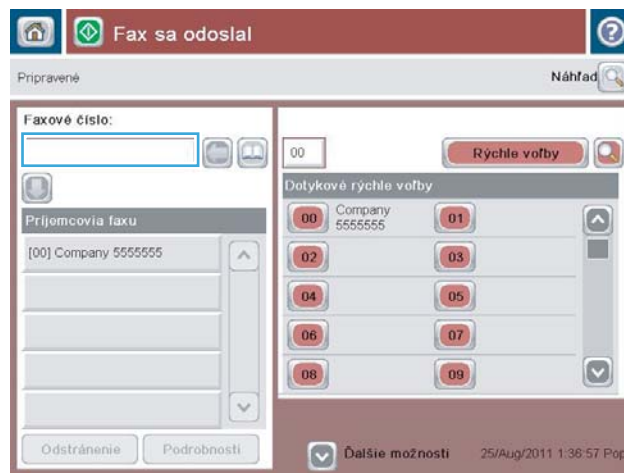 Fax sa odoslal
Pripravené
Náhľad
Faxové číslo:
Príjemcovia faxu
[00] Company 5555555
Odstránenie
Podrobnosti
00
Rýchle voľby
Dotykové rýchle voľby
00 Company 5555555 01
02 03
04 05
06 07
08 09
Ďalšie možnosti
25/Aug/2011 1:36:57 Pop